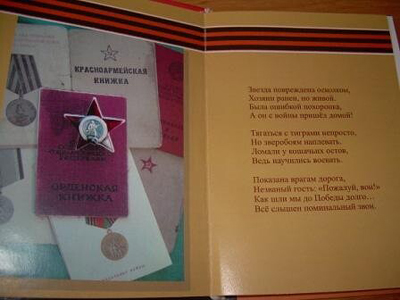 КРАСНОАРМЕЙСКАЯ
КНИЖКА
ОРДЕНСКАЯ
КНИЖКА
Звезда повреждена осколком,
Хозяин ранен, но живой.
Была ошибкой похоронка,
А он с войны пришёл домой!
Тягаться с тиграми непросто,
Но зверобоям наплевать.
Ломали у кошачьих остов,
Ведь научились воевать.
Показана врагам дорога,
Незваный гость: «Пожалуй, вон!»
Как шли мы до Победы долго…
Всё слышен поминальный звон.